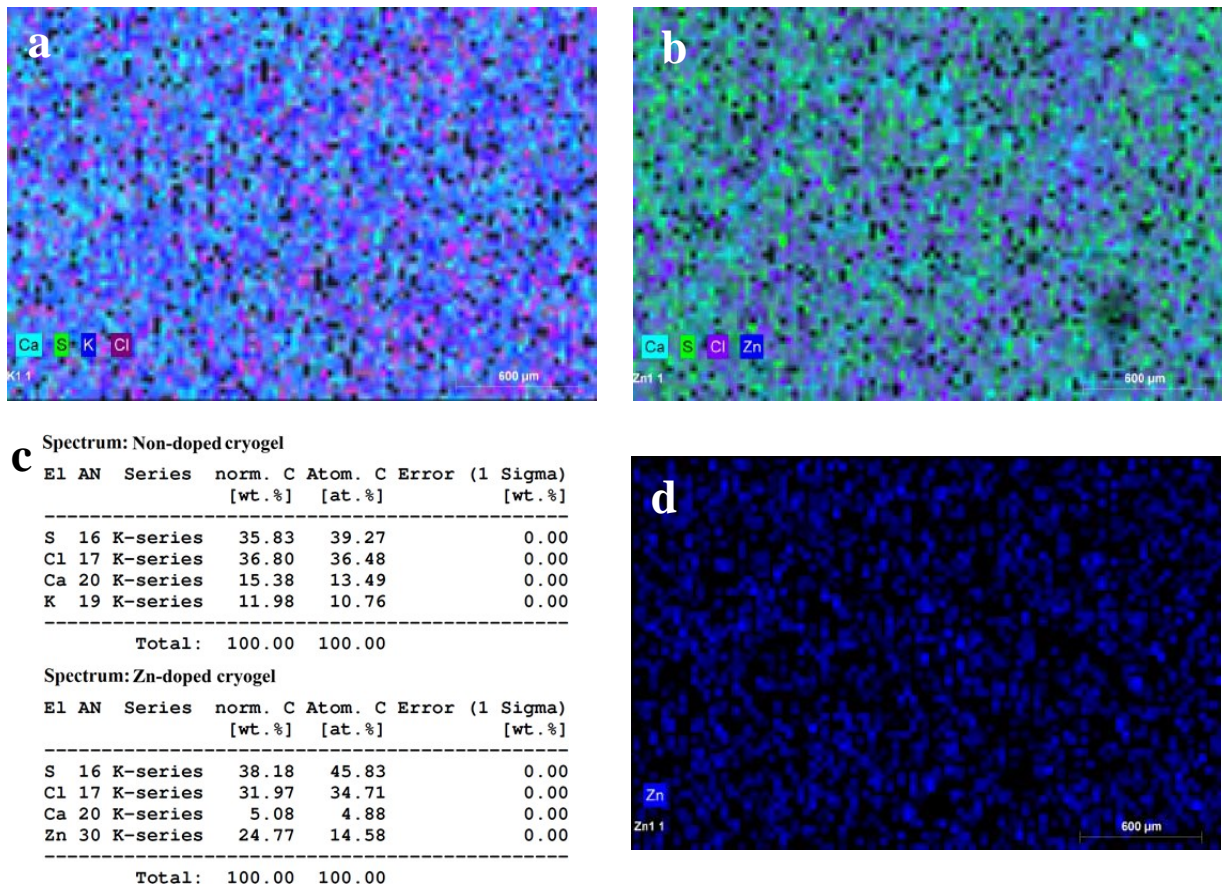 a
Ca S K Cl
K1 1
600 µm
b
Ca S Cl Zn
Zn1 1
600 µm
c
Spectrum: Non-doped cryogel
El AN Series norm. C Atom. C Error (1 Sigma)
[wt.%] [at.%] [wt.%]
S 16 K-series 35.83 39.27 0.00
Cl 17 K-series 36.80 36.48 0.00
Ca 20 K-series 15.38 13.49 0.00
K 19 K-series 11.98 10.76 0.00
Total: 100.00 100.00
Spectrum: Zn-doped cryogel
El AN Series norm. C Atom. C Error (1 Sigma)
[wt.%] [at.%] [wt.%]
S 16 K-series 38.18 45.83 0.00
Cl 17 K-series 31.97 34.71 0.00
Ca 20 K-series 5.08 4.88 0.00
Zn 30 K-series 24.77 14.58 0.00
Total: 100.00 100.00
d
Zn
Zn1 1
600 µm